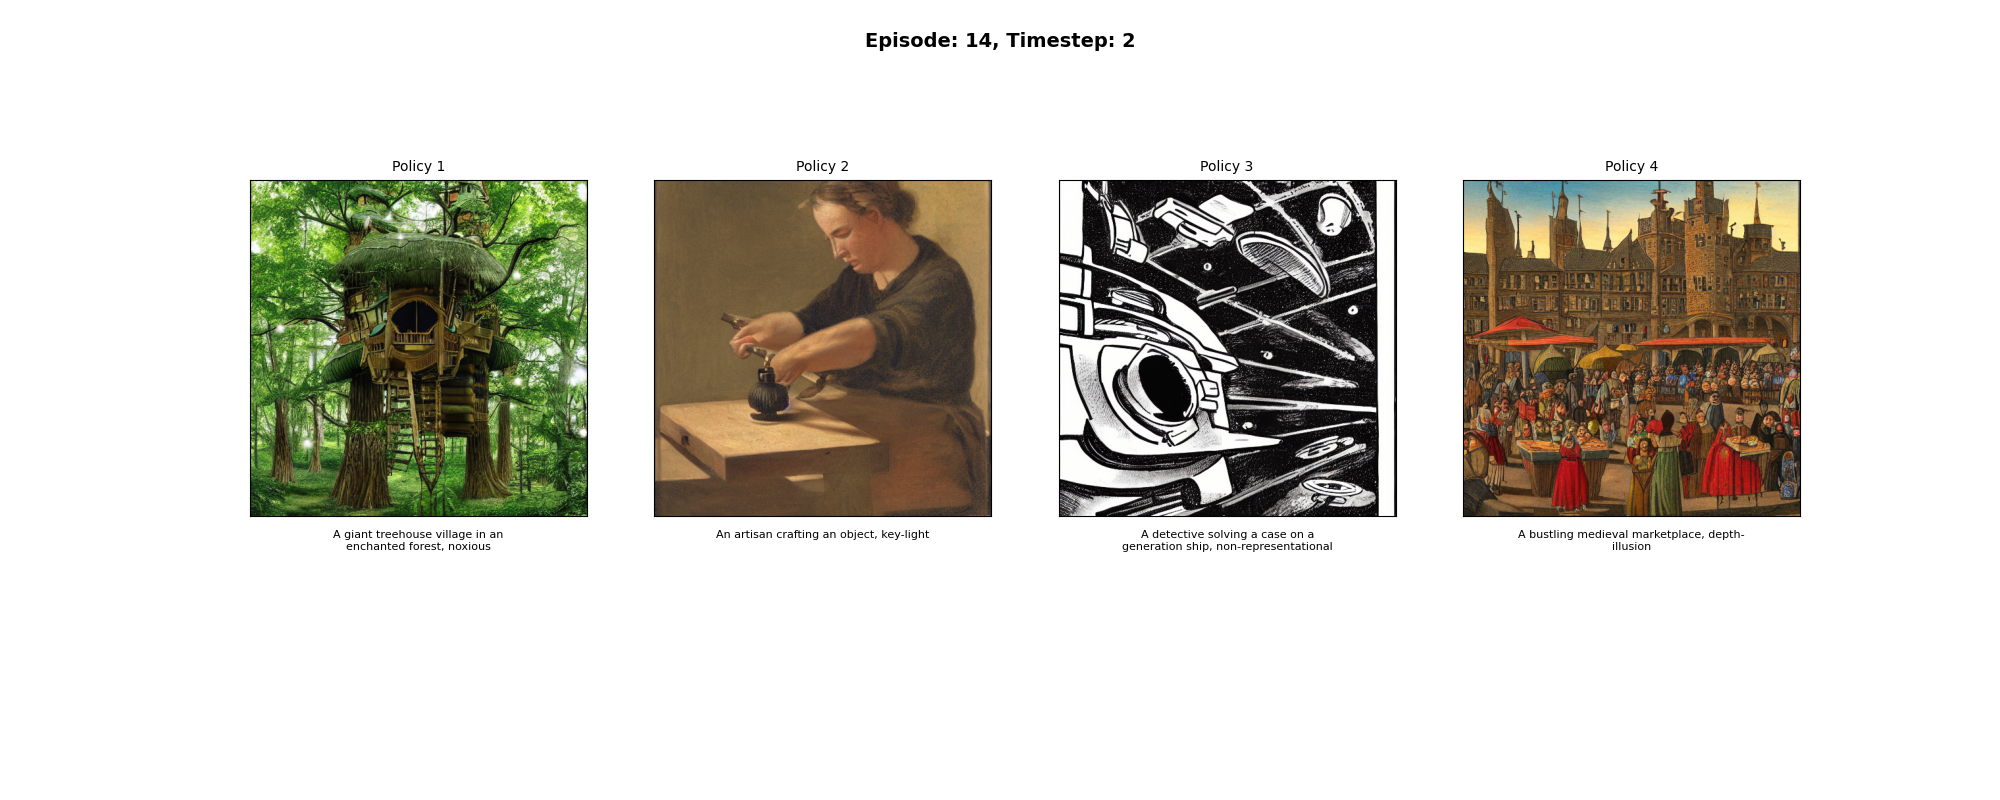 Episode: 14, Timestep: 2
Policy 1
Policy 2
Policy 3
Policy 4
A giant treehouse village in an
enchanted forest, noxious
An artisan crafting an object, key-light
A detective solving a case on a
generation ship, non-representational
A bustling medieval marketplace, depth-
illusion